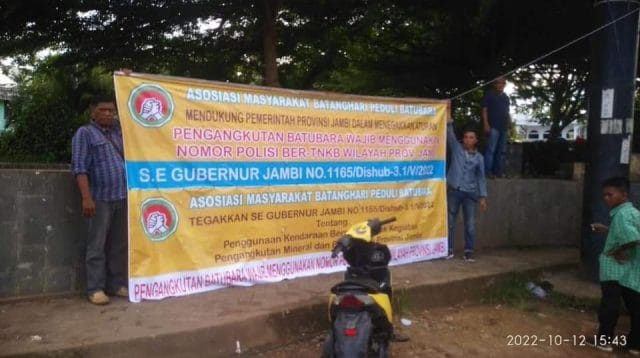 ASOSIASI MASYARAKAT BATANGHARI PEDULI BATUBARA
MENDUKUNG PEMERINTAH PROVINSI JAMBI DALAM MENEGAKKAN ATURAN
PENGANGKUTAN BATUBARA WAJIB MENGGUNAKAN
NOMOR POLISI BER-TNKB WILAYAH PROV. JAMBI
S.E GUBERNUR JAMBI NO.1165/Dishub-3.1/V/2022
ASOSIASI MASYARAKAT BATANGHARI PEDULI BATUBARA
TEGAKKAN SE GUBERNUR JAMBI NO.1165/Dishub-3.1/V/2022
Tentang
Penggunaan Kendaraan Kegiatan
Pengangkutan Mineral dan Provinsi Jambi
PENGANGKUTAN BATUBARA WAJIB MENGGUNAKAN NOMOR WILAYAH PROV. JAMBI
2022-10-12 15:43